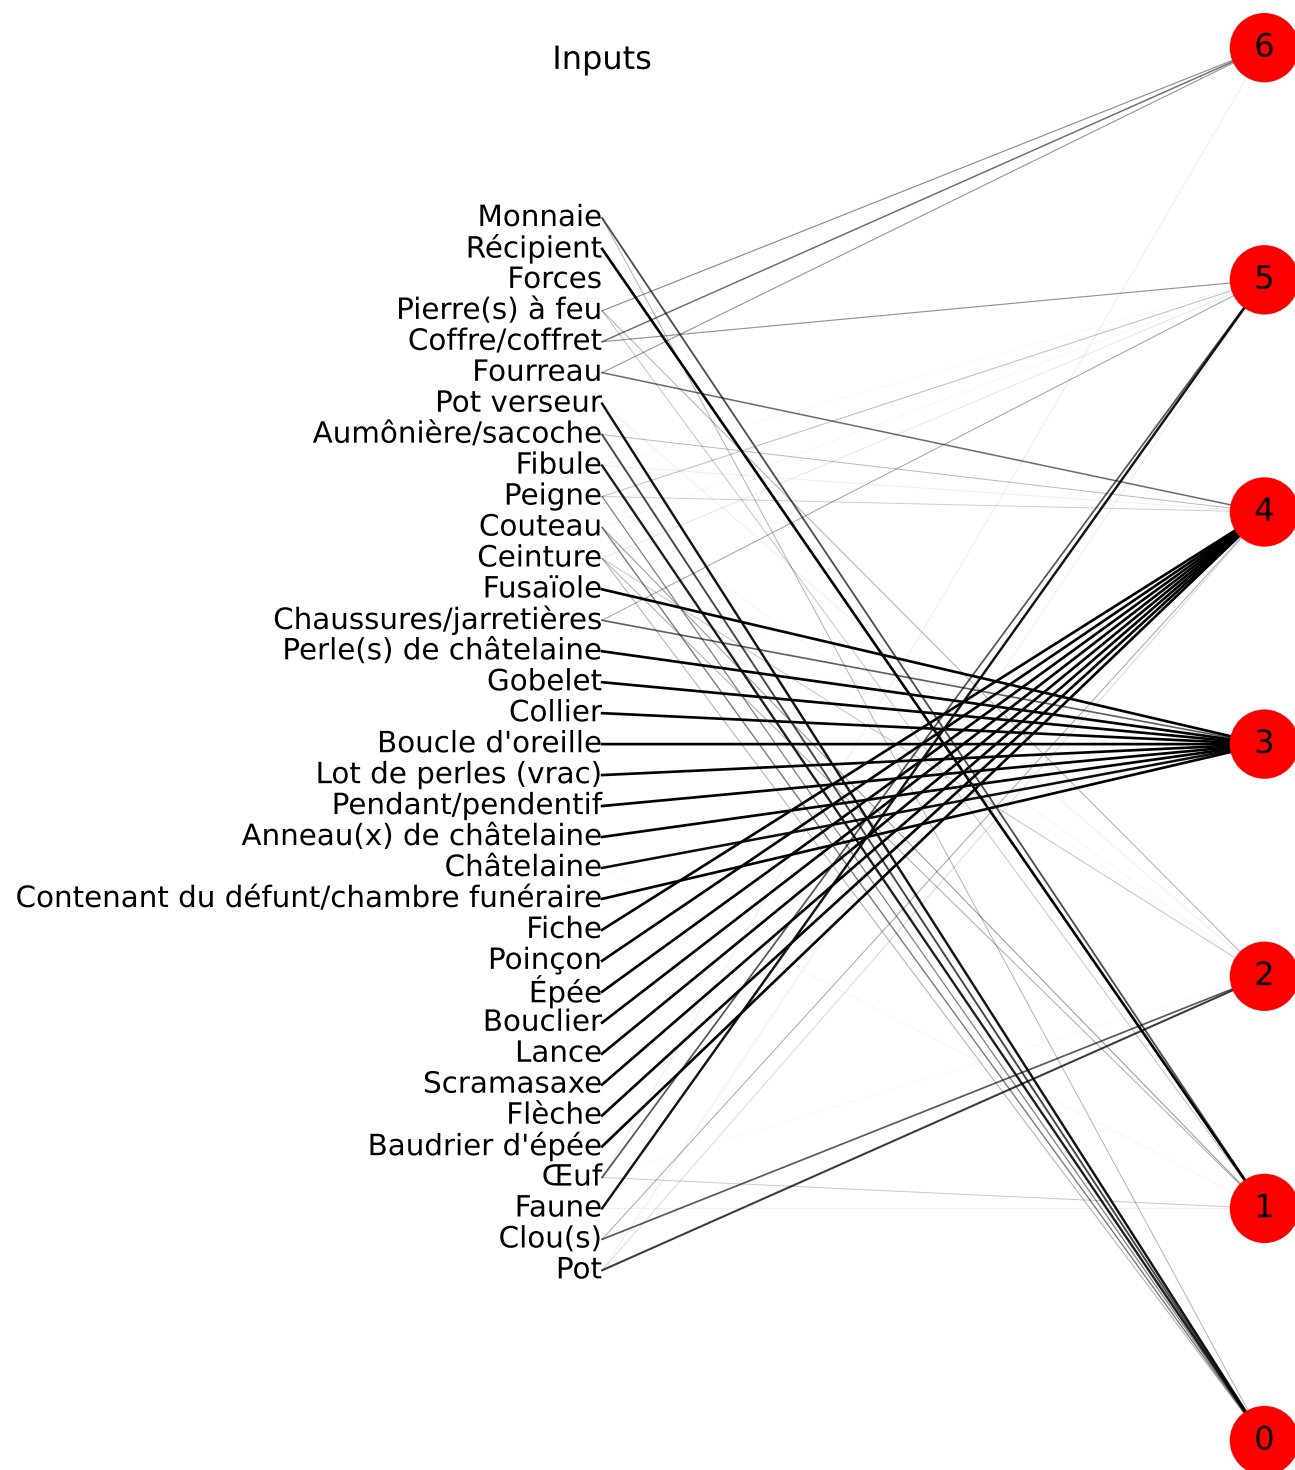 Inputs
Monnaie
Récipient
Forces
Pierre(s) à feu
Coffre/coffret
Fourreau
Pot verseur
Aumônière/sacoche
Fibule
Peigne
Couteau
Ceinture
Fusaïole
Chaussures/jarretières
Perle(s) de châtelaine
Gobelet
Collier
Boucle d'oreille
Lot de perles (vrac)
Pendant/pendentif
Anneau(x) de châtelaine
Châtelaine
Contenant du défunt/chambre funéraire
Fiche
Poinçon
Épée
Bouclier
Lance
Scramasaxe
Flèche
Baudrier d'épée
Œuf
Faune
Clou(s)
Pot
6
5
4
3
2
1
0